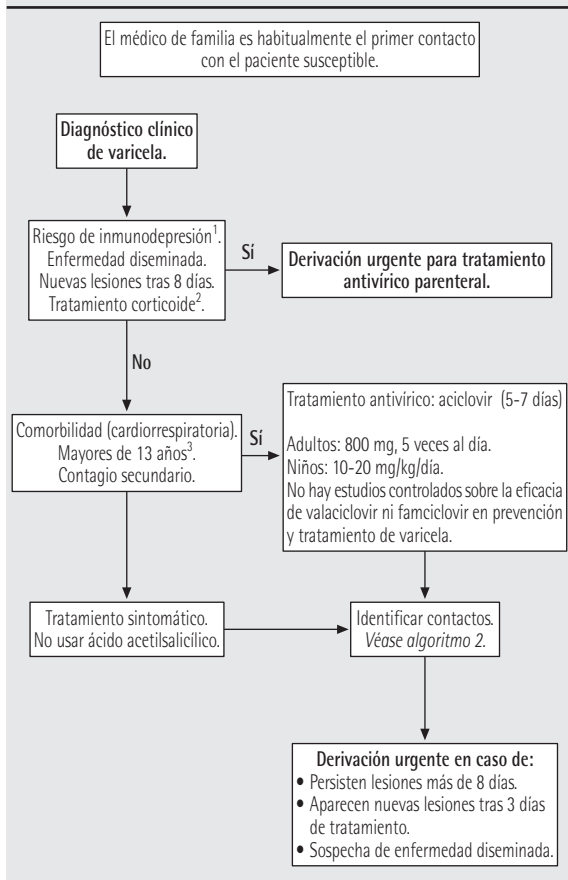 El médico de familia es habitualmente el primer contacto
con el paciente susceptible.
Diagnóstico clínico
de varicela.
Riesgo de inmunodepresión¹.
Enfermedad diseminada.
Nuevas lesiones tras 8 días.
Tratamiento corticoide².
Sí
Derivación urgente para tratamiento
antivírico parenteral.
No
Comorbilidad (cardiorrespiratoria).
Mayores de 13 años³.
Contagio secundario.
Sí
Tratamiento antivírico: aciclovir (5-7 días)
Adultos: 800 mg, 5 veces al día.
Niños: 10-20 mg/kg/día.
No hay estudios controlados sobre la eficacia
de valaciclovir ni famciclovir en prevención
y tratamiento de varicela.
Tratamiento sintomático.
No usar ácido acetilsalicílico.
Identificar contactos.
Véase algoritmo 2.
Derivación urgente en caso de:
• Persisten lesiones más de 8 días.
• Aparecen nuevas lesiones tras 3 días
de tratamiento.
• Sospecha de enfermedad diseminada.